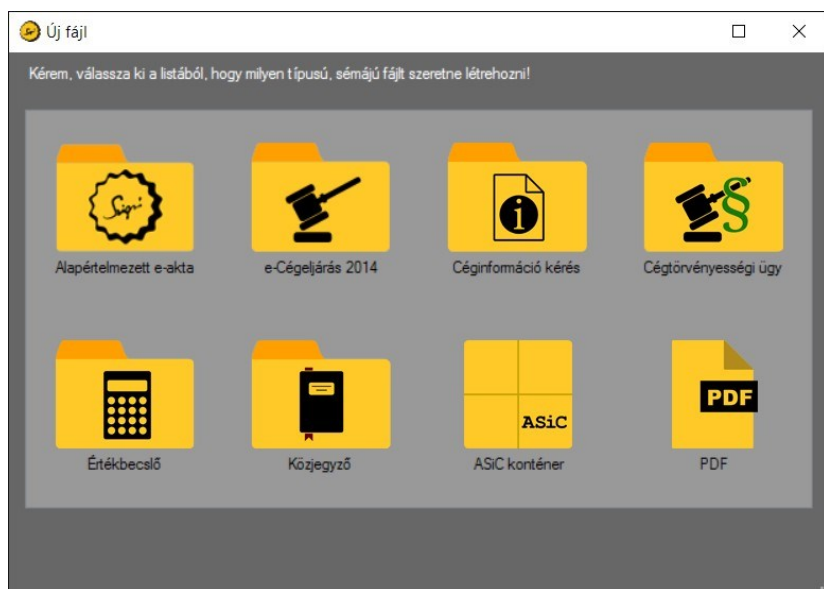 Új fájl
Kérem, válassza ki a listából, hogy milyen típusú, sémájú fájlt szeretne létrehozni!
Signi
Alapértelmezett e-akta
e-Cégeljárás 2014
i
Céginformáció kérés
§
Cégtörvényességi ügy
Értékbecslő
Közjegyző
ASiC
ASiC konténer
PDF
PDF